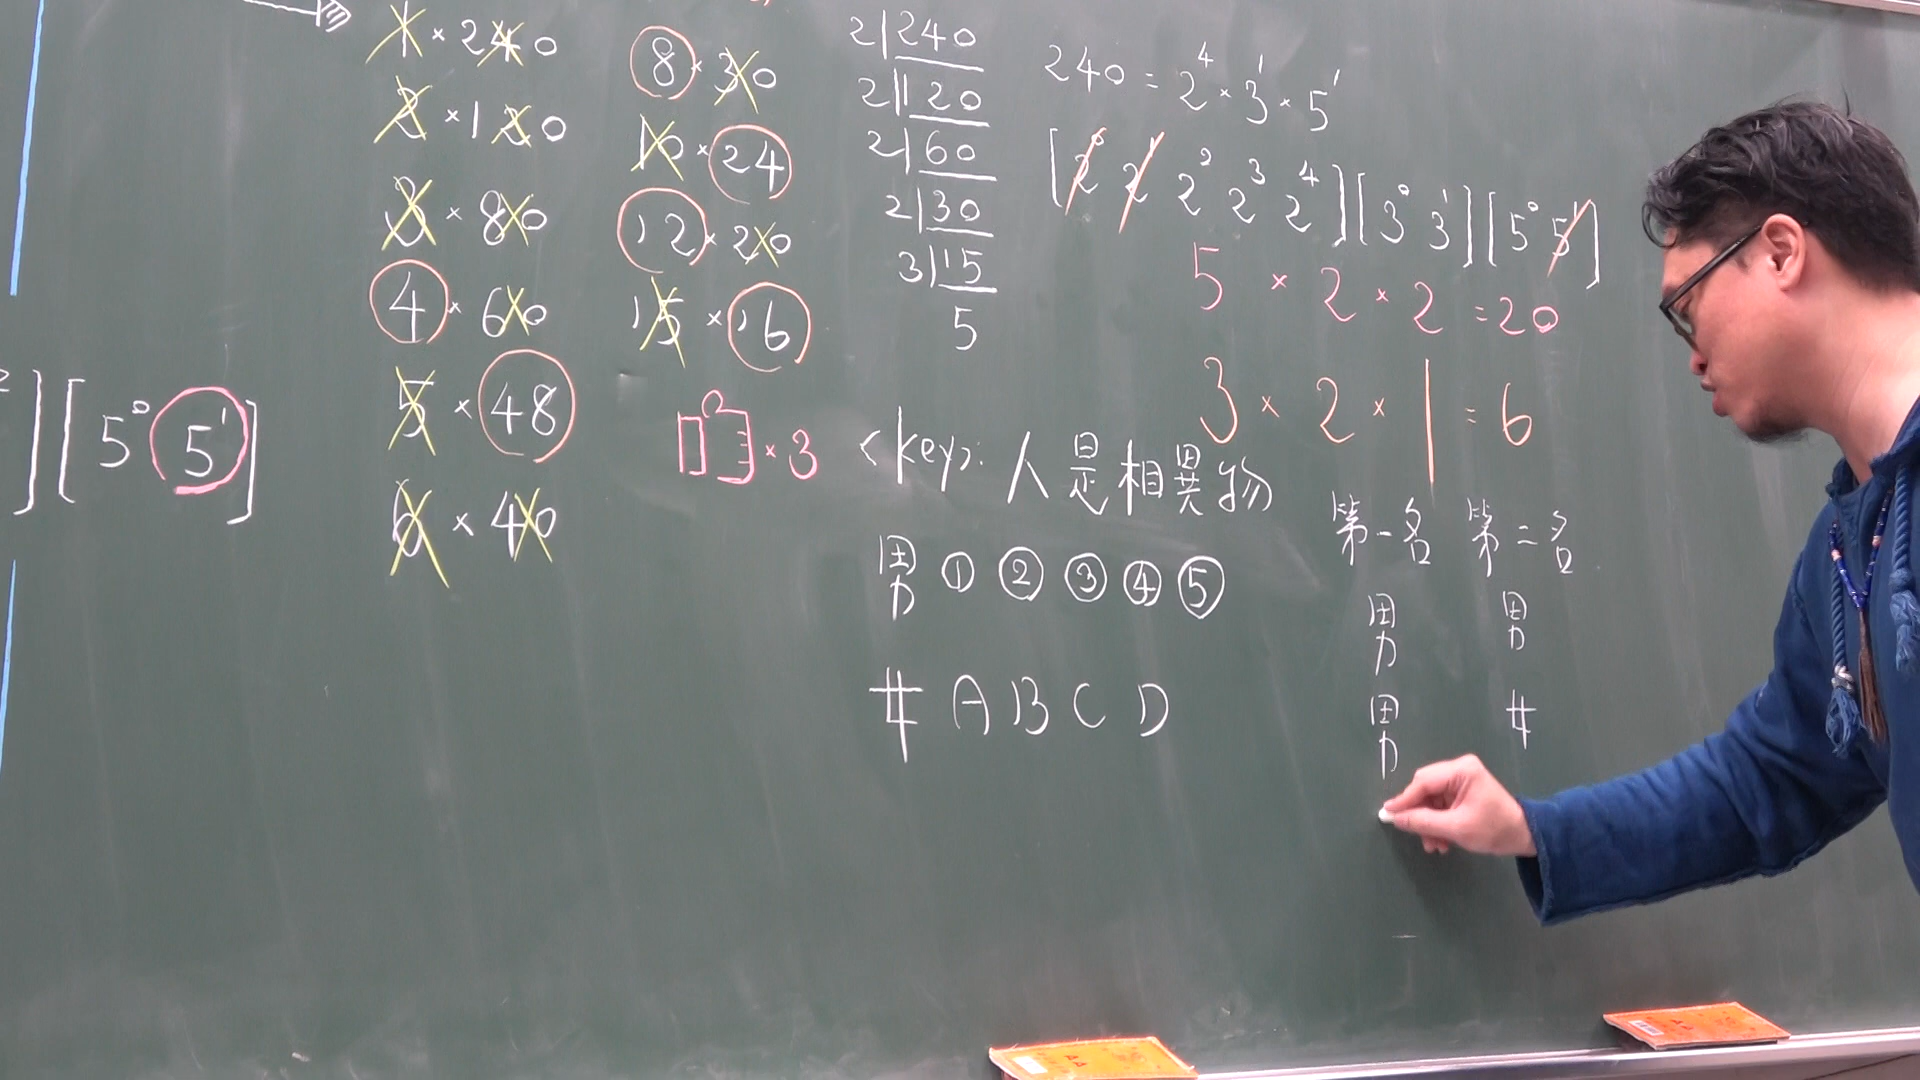 ] [ 5⁰ 5¹ ]
1 × 240
2 × 120
3 × 80
4 × 60
5 × 48
6 × 40
8 × 30
10 × 24
12 × 20
15 × 16
× 3
2|240
2|120
2|60
2|30
3|15
5
240 = 2⁴ × 3¹ × 5¹
[ 2⁰ 2¹ 2² 2³ 2⁴ ] [ 3⁰ 3¹ ] [ 5⁰ 5¹ ]
5 × 2 × 2 = 20
3 × 2 × 1 = 6
<key>: 人是相異物
男 ① ② ③ ④ ⑤
女 A B C D
第一名 第二名
男 男
男 女